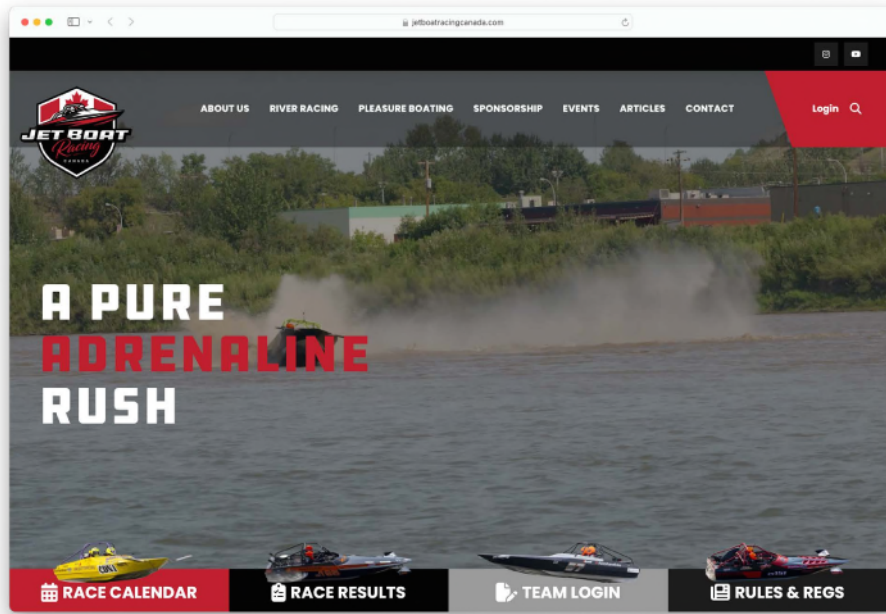 jetboatracingcanada.com
JET BOAT
Racing
CANADA
ABOUT US RIVER RACING PLEASURE BOATING SPONSORSHIP EVENTS ARTICLES CONTACT Login
A PURE
ADRENALINE
RUSH
RACE CALENDAR RACE RESULTS TEAM LOGIN RULES & REGS